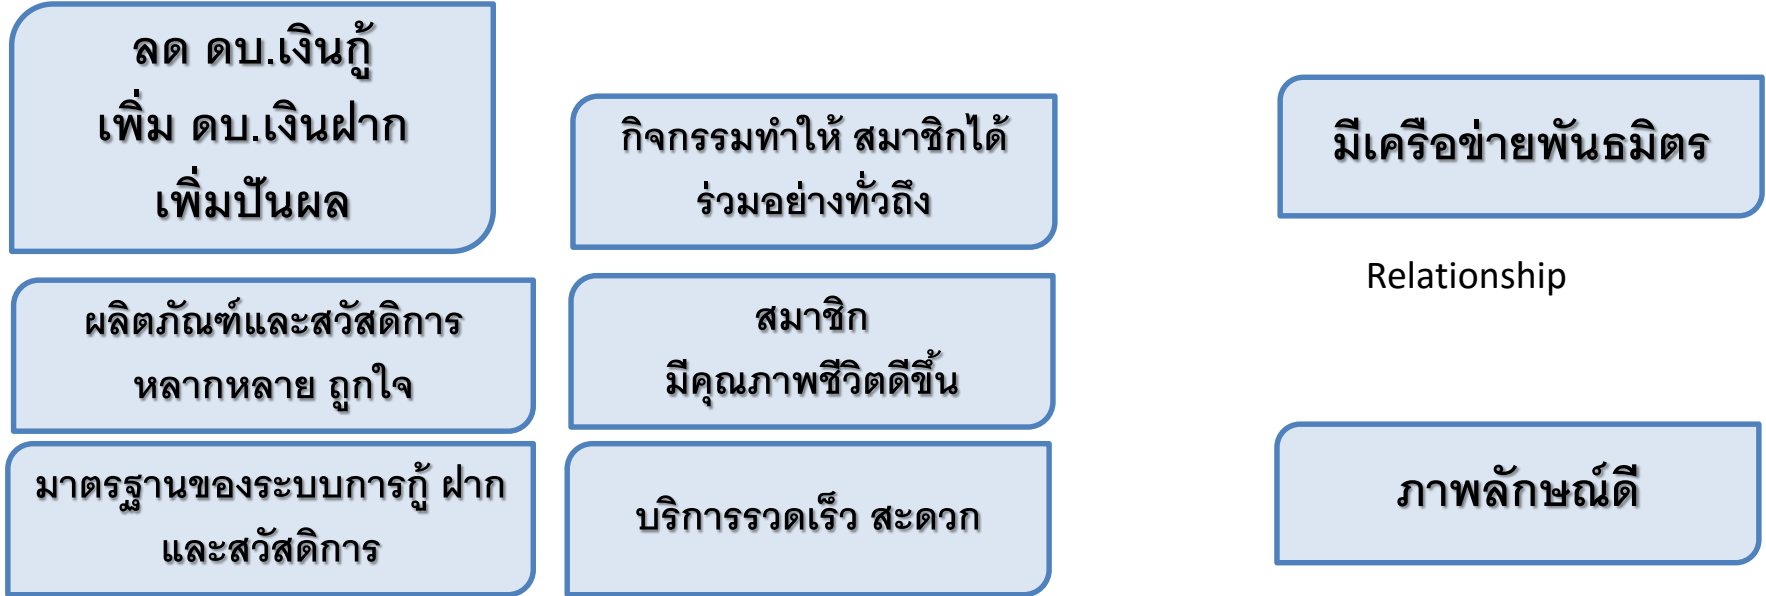 ลด ดบ.เงินกู้
เพิ่ม ดบ.เงินฝาก
เพิ่มปันผล
กิจกรรมทำให้ สมาชิกได้
ร่วมอย่างทั่วถึง
มีเครือข่ายพันธมิตร
Relationship
ผลิตภัณฑ์และสวัสดิการ
หลากหลาย ถูกใจ
สมาชิก
มีคุณภาพชีวิตดีขึ้น
มาตรฐานของระบบการกู้ ฝาก
และสวัสดิการ
บริการรวดเร็ว สะดวก
ภาพลักษณ์ดี